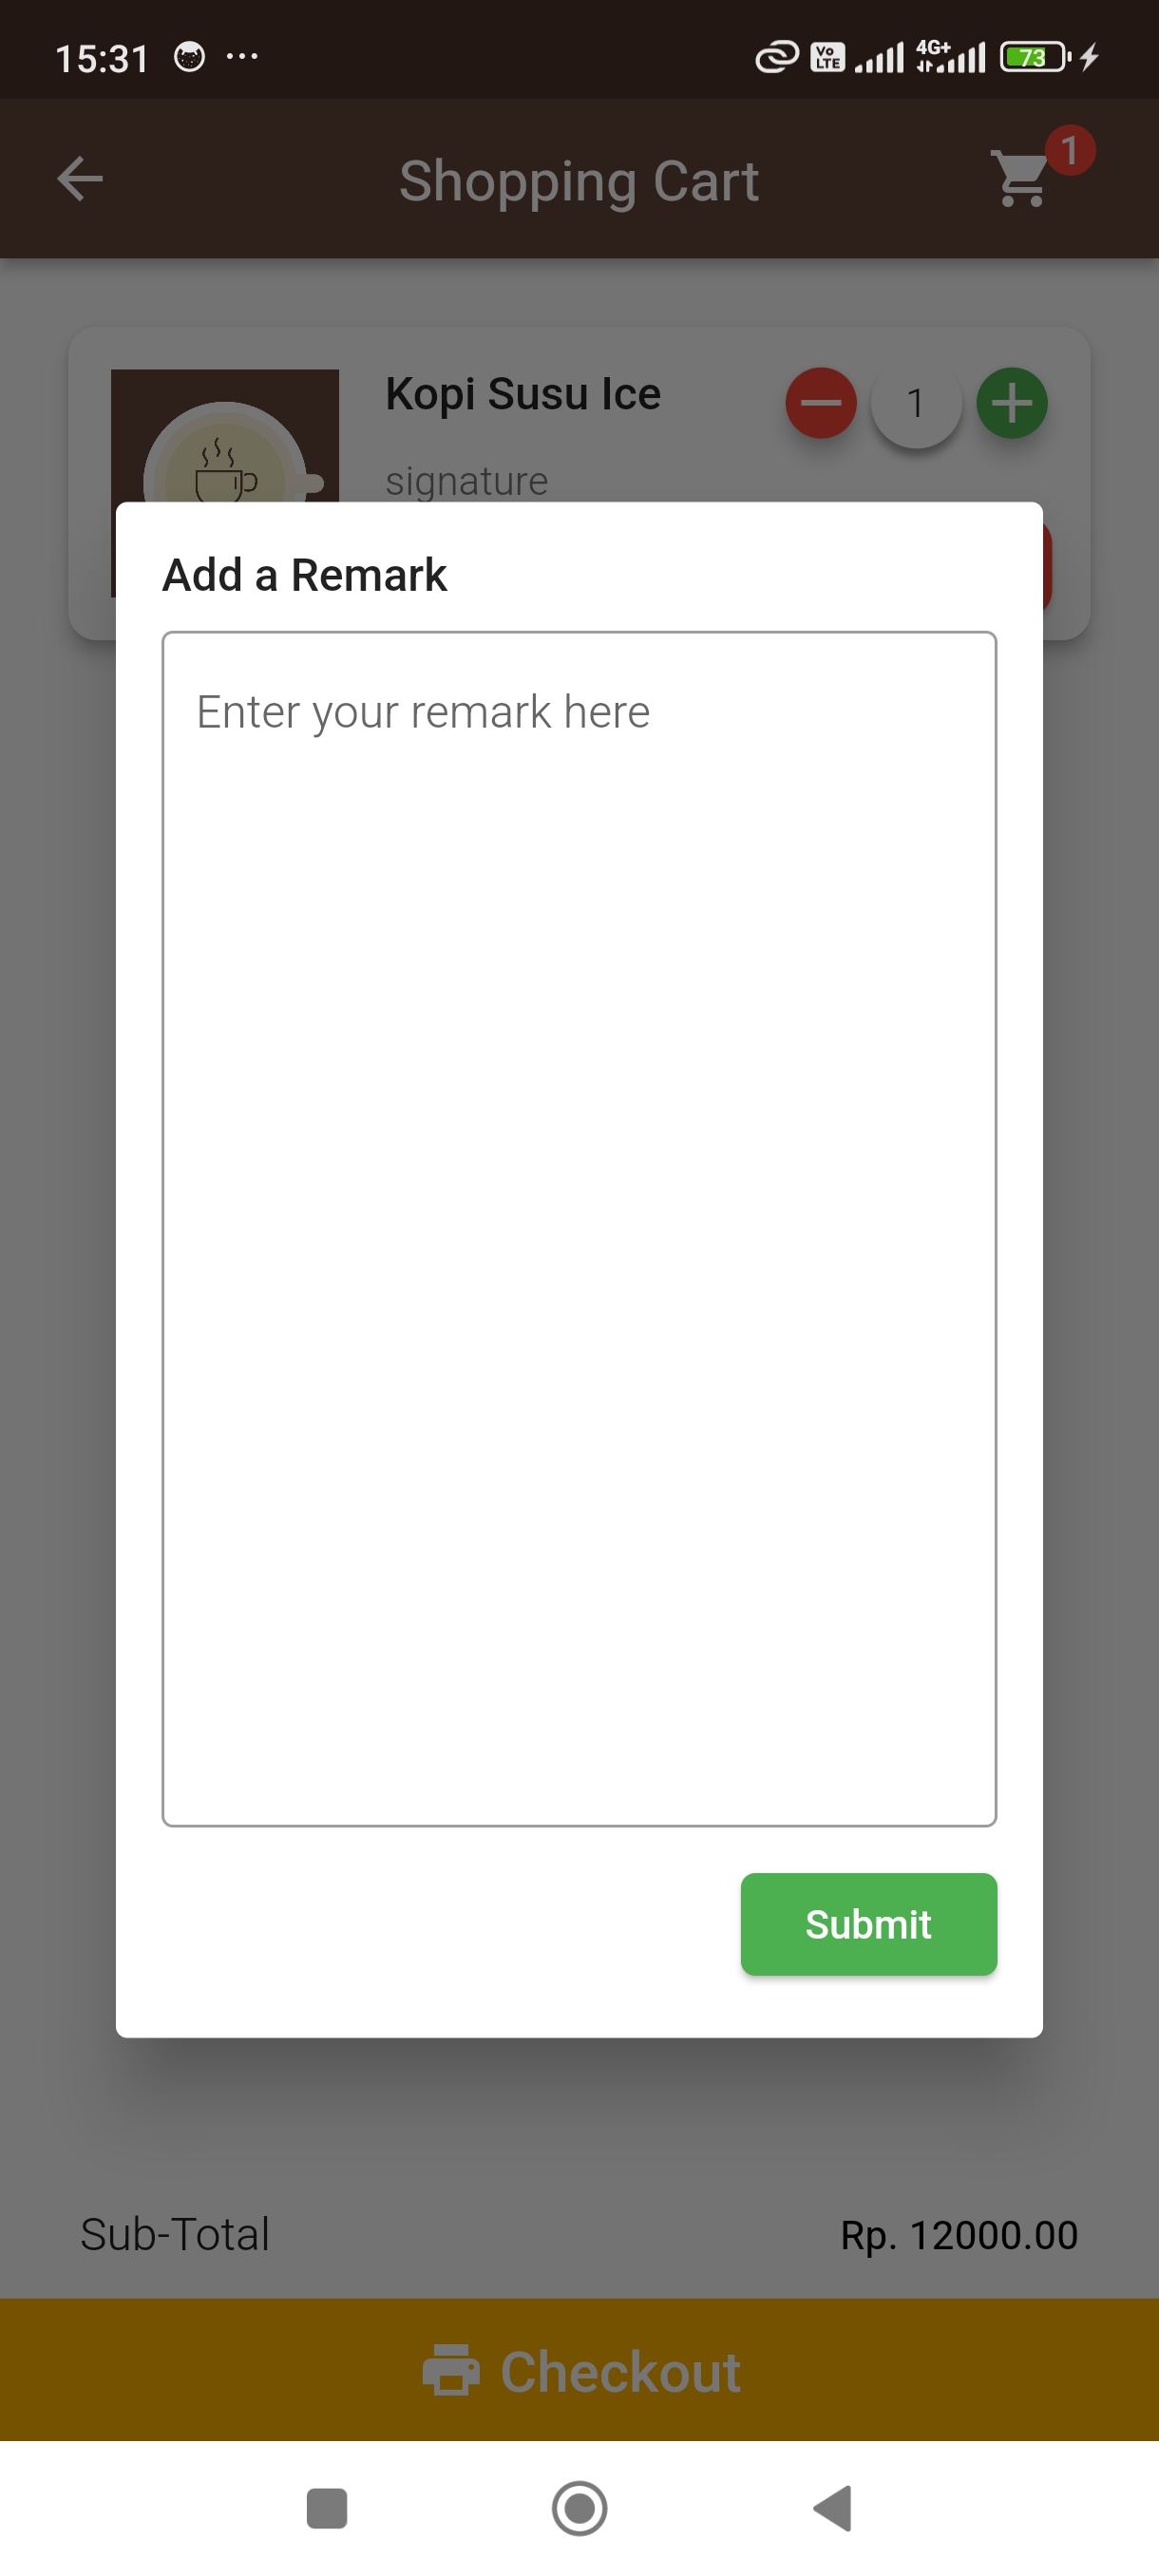 15:31
Vo LTE
4G+
73
Shopping Cart
1
Kopi Susu Ice
1
signature
Add a Remark
Enter your remark here
Submit
Sub-Total
Rp. 12000.00
Checkout